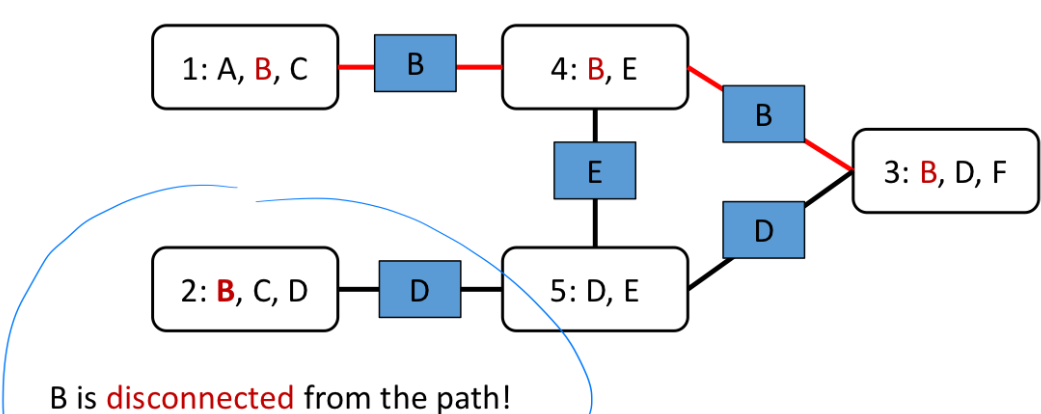 1: A, B, C
B
4: B, E
B
E
3: B, D, F
D
2: B, C, D
D
5: D, E
B is disconnected from the path!